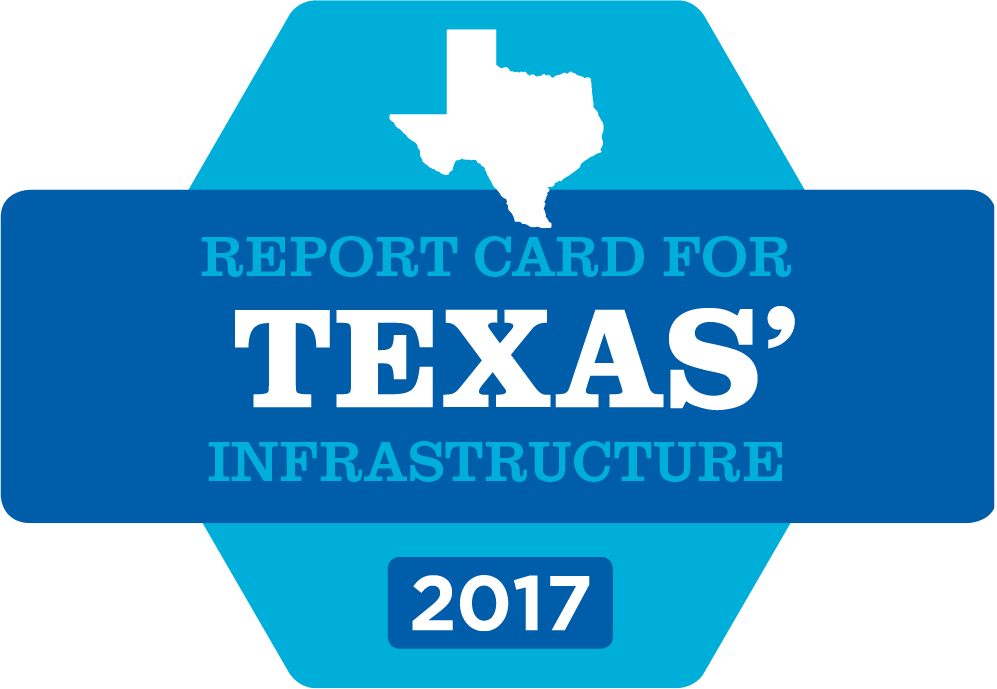 REPORT CARD FOR
TEXAS’
INFRASTRUCTURE
2017